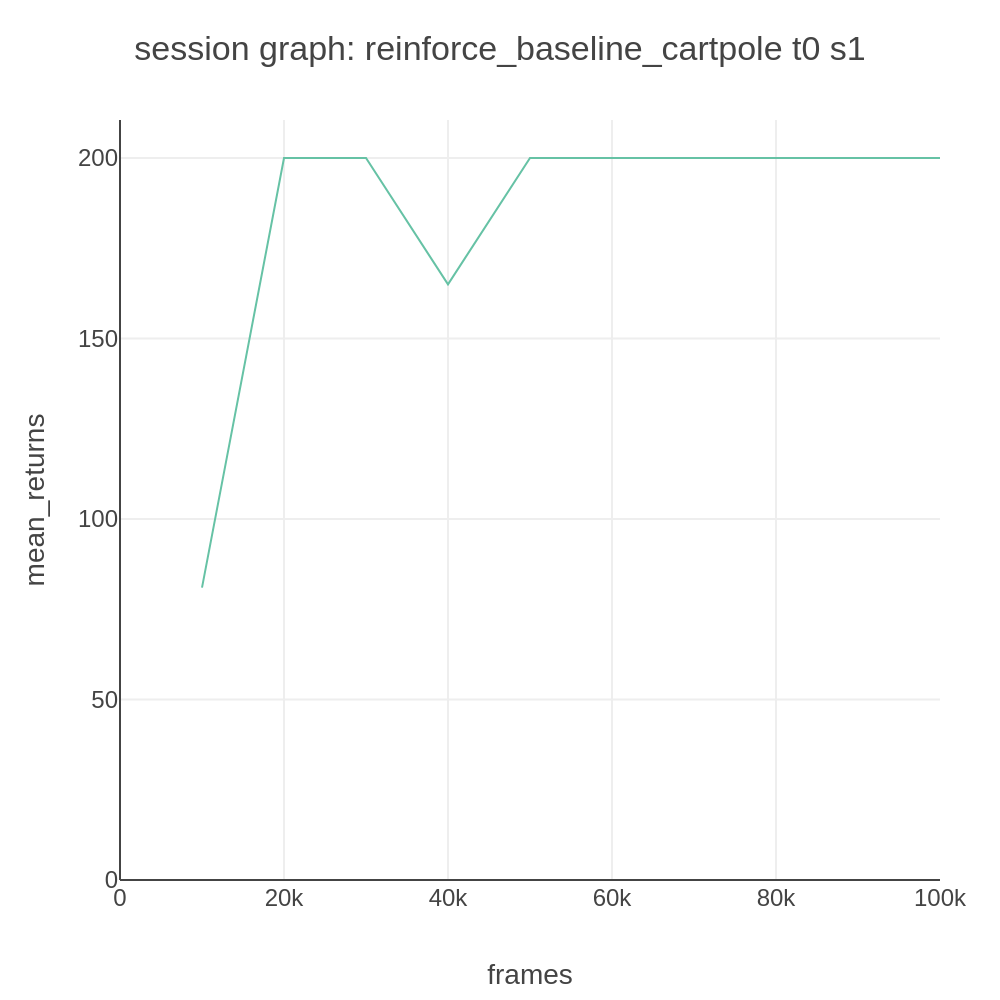 session graph: reinforce_baseline_cartpole t0 s1
mean_returns
200
150
100
50
0
0 20k 40k 60k 80k 100k
frames